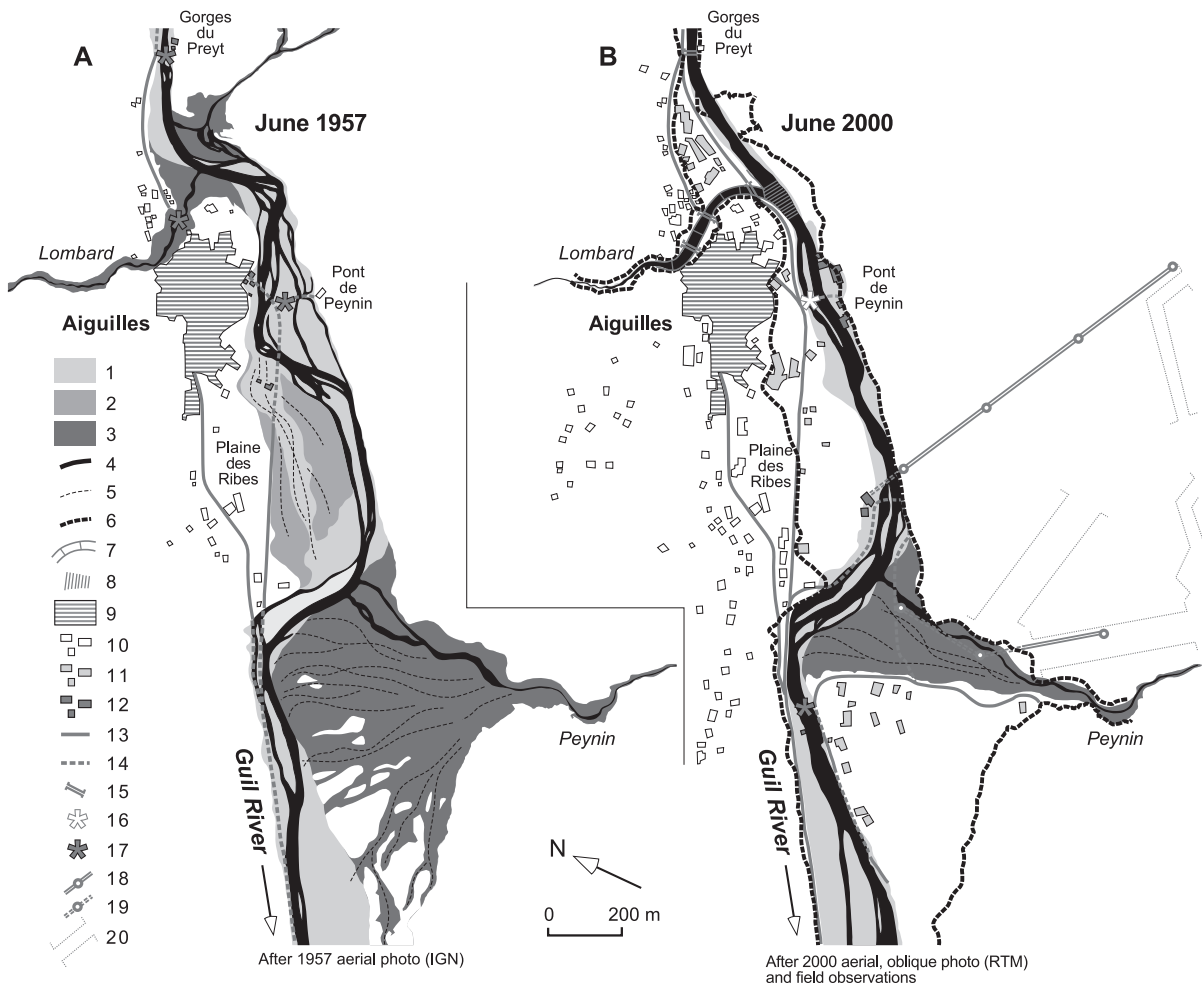 Gorges
du
Preyt
A
June 1957
Lombard
Pont
de
Peynin
Aiguilles
1
2
3
4
5
6
7
8
9
10
11
12
13
14
15
16
17
18
19
20
Plaine
des
Ribes
Peynin
Guil River
After 1957 aerial photo (IGN)
N
0 200 m
Gorges
du
Preyt
B
June 2000
Lombard
Pont
de
Peynin
Aiguilles
Plaine
des
Ribes
Peynin
Guil River
After 2000 aerial, oblique photo (RTM)
and field observations